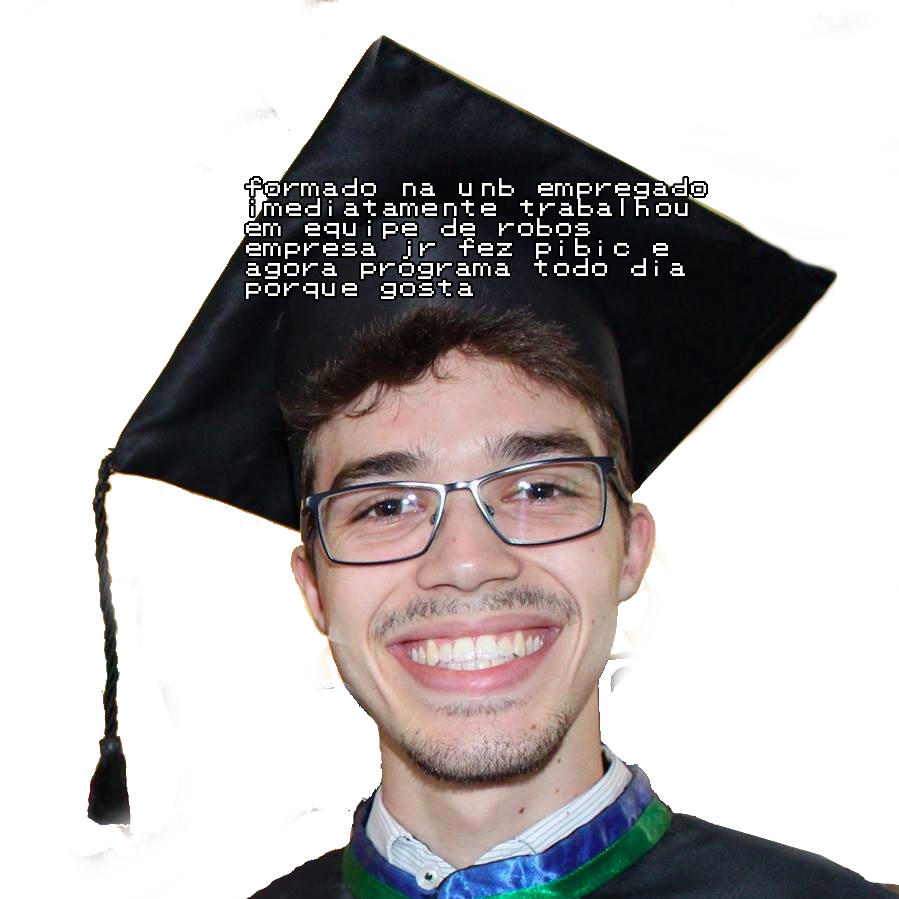 formado na unb empregado
imediatamente trabalhou
em equipe de robos
empresa jr fez pibic e
agora programa todo dia
porque gosta